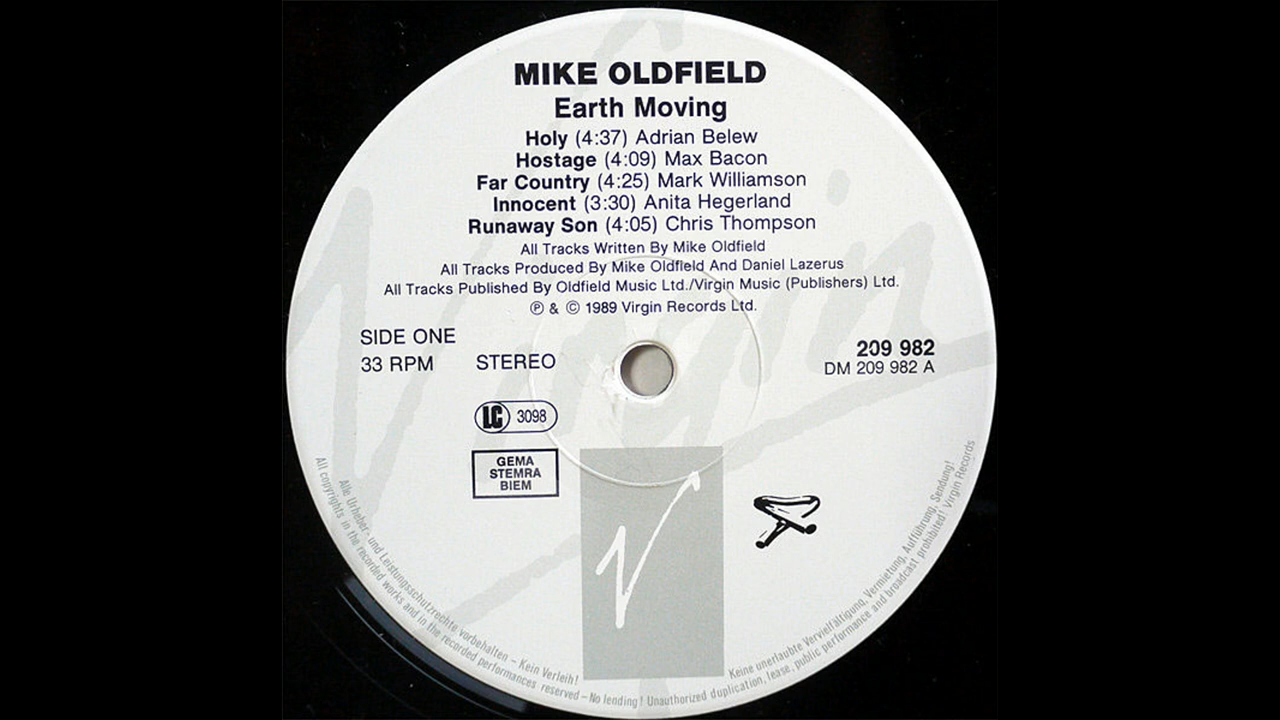 MIKE OLDFIELD
Earth Moving
Holy (4:37) Adrian Belew
Hostage (4:09) Max Bacon
Far Country (4:25) Mark Williamson
Innocent (3:30) Anita Hegerland
Runaway Son (4:05) Chris Thompson
All Tracks Written By Mike Oldfield
All Tracks Produced By Mike Oldfield And Daniel Lazerus
All Tracks Published By Oldfield Music Ltd./Virgin Music (Publishers) Ltd.
Ⓟ & © 1989 Virgin Records Ltd.
SIDE ONE
33 RPM
STEREO
209 982
DM 209 982 A
LC 3098
GEMA
STEMRA
BIEM
Virgin
V
Alle Urheber- und Leistungsschutzrechte vorbehalten – Kein Verleih! Keine unerlaubte Vervielfältigung, Vermietung, Aufführung, Sendung!
All copyrights in the recorded works and in the recorded performances reserved – No lending! Unauthorized duplication, lease, public performance and broadcast prohibited! Virgin Records